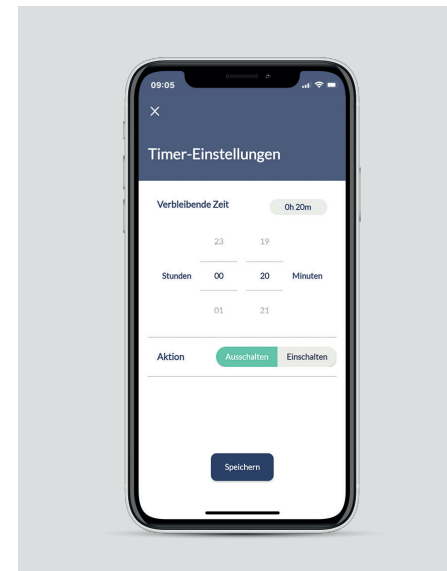 09:05
Timer-Einstellungen
Verbleibende Zeit 0h 20m
23 19
Stunden 00 20 Minuten
01 21
Aktion Ausschalten Einschalten
Speichern